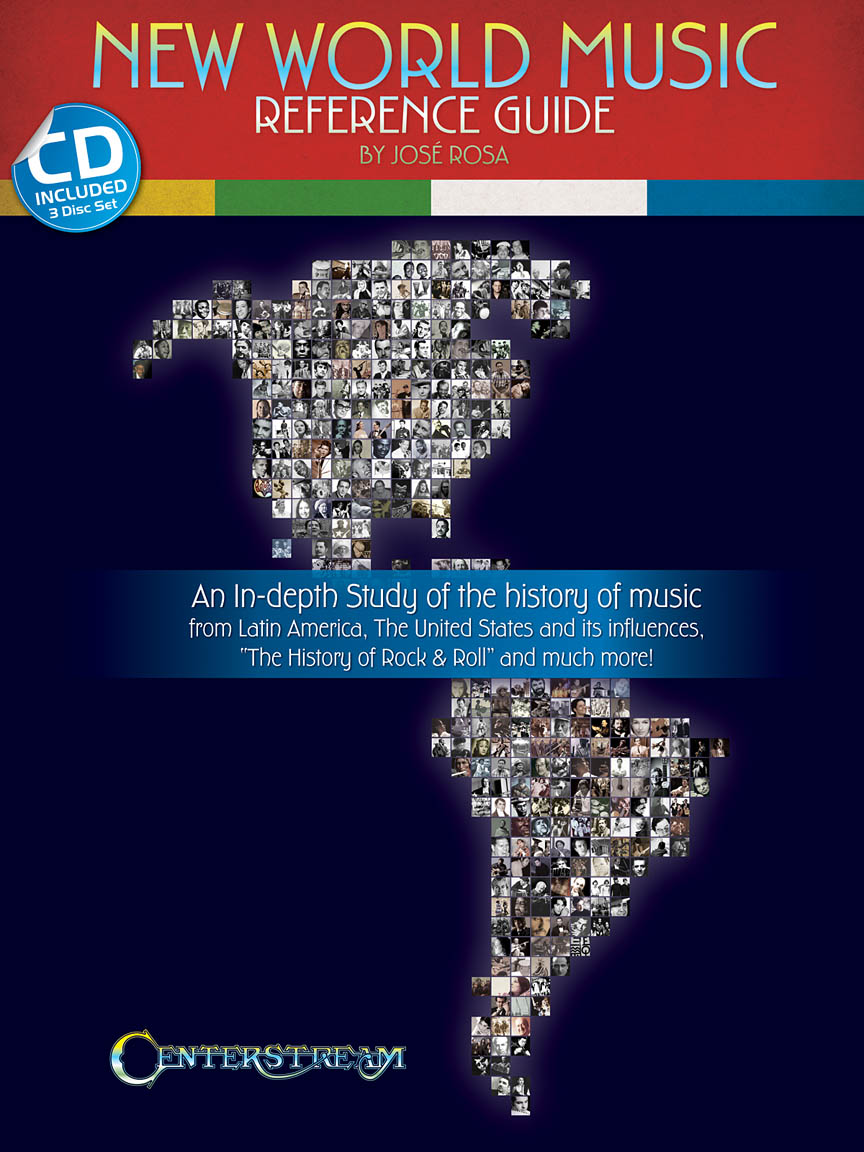 NEW WORLD MUSIC
REFERENCE GUIDE
BY JOSÉ ROSA
CD
INCLUDED
3 Disc Set
An In-depth Study of the history of music
from Latin America, The United States and its influences,
"The History of Rock & Roll" and much more!
CENTERSTREAM